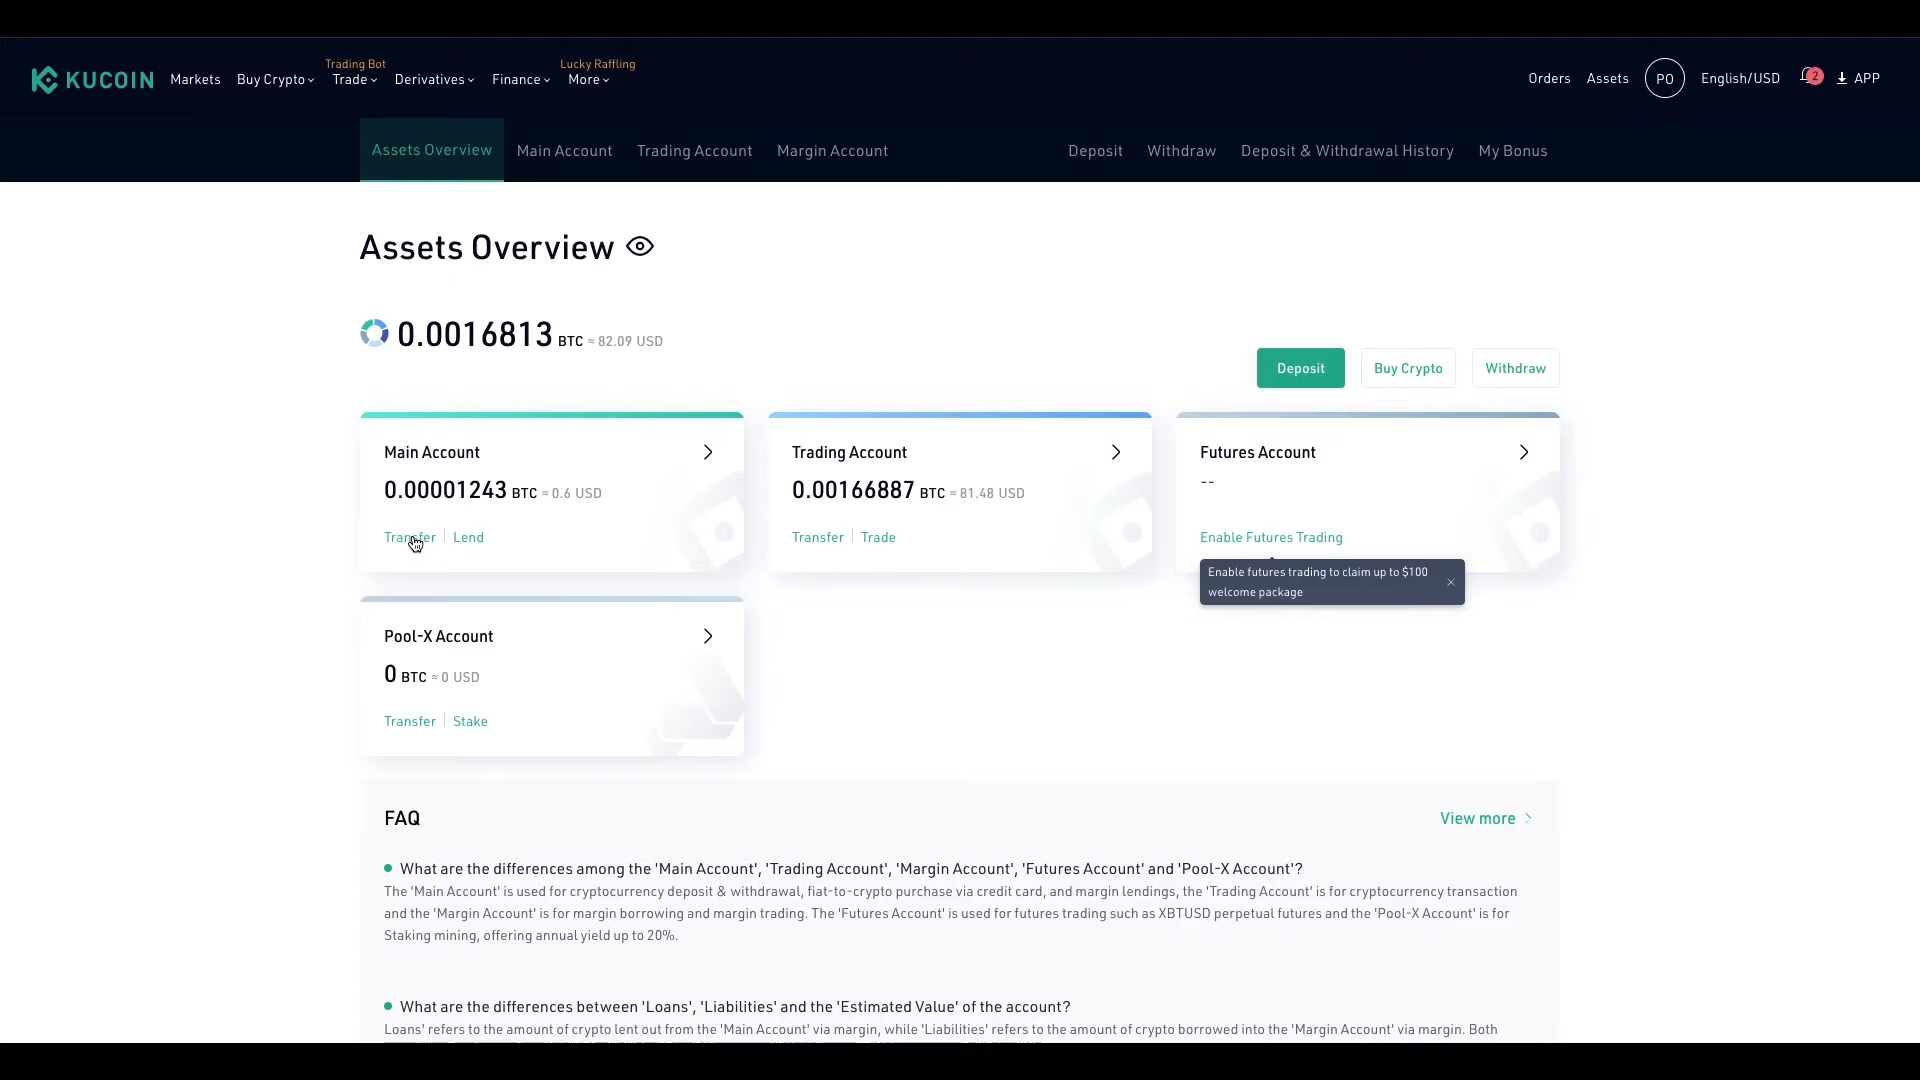 Trading Bot
Lucky Raffling
KUCOIN Markets Buy Crypto Trade Derivatives Finance More Orders Assets PO English/USD 2 APP
Assets Overview Main Account Trading Account Margin Account Deposit Withdraw Deposit & Withdrawal History My Bonus
Assets Overview
0.0016813 BTC ≈ 82.09 USD
Deposit Buy Crypto Withdraw
Main Account
0.00001243 BTC ≈ 0.6 USD
Transfer Lend
Trading Account
0.00166887 BTC ≈ 81.48 USD
Transfer Trade
Futures Account
--
Enable Futures Trading
Enable futures trading to claim up to $100
welcome package
Pool-X Account
0 BTC ≈ 0 USD
Transfer Stake
FAQ
View more
What are the differences among the 'Main Account', 'Trading Account', 'Margin Account', 'Futures Account' and 'Pool-X Account'?
The 'Main Account' is used for cryptocurrency deposit & withdrawal, fiat-to-crypto purchase via credit card, and margin lendings, the 'Trading Account' is for cryptocurrency transaction
and the 'Margin Account' is for margin borrowing and margin trading. The 'Futures Account' is used for futures trading such as XBTUSD perpetual futures and the 'Pool-X Account' is for
Staking mining, offering annual yield up to 20%.
What are the differences between 'Loans', 'Liabilities' and the 'Estimated Value' of the account?
Loans' refers to the amount of crypto lent out from the 'Main Account' via margin, while 'Liabilities' refers to the amount of crypto borrowed into the 'Margin Account' via margin. Both